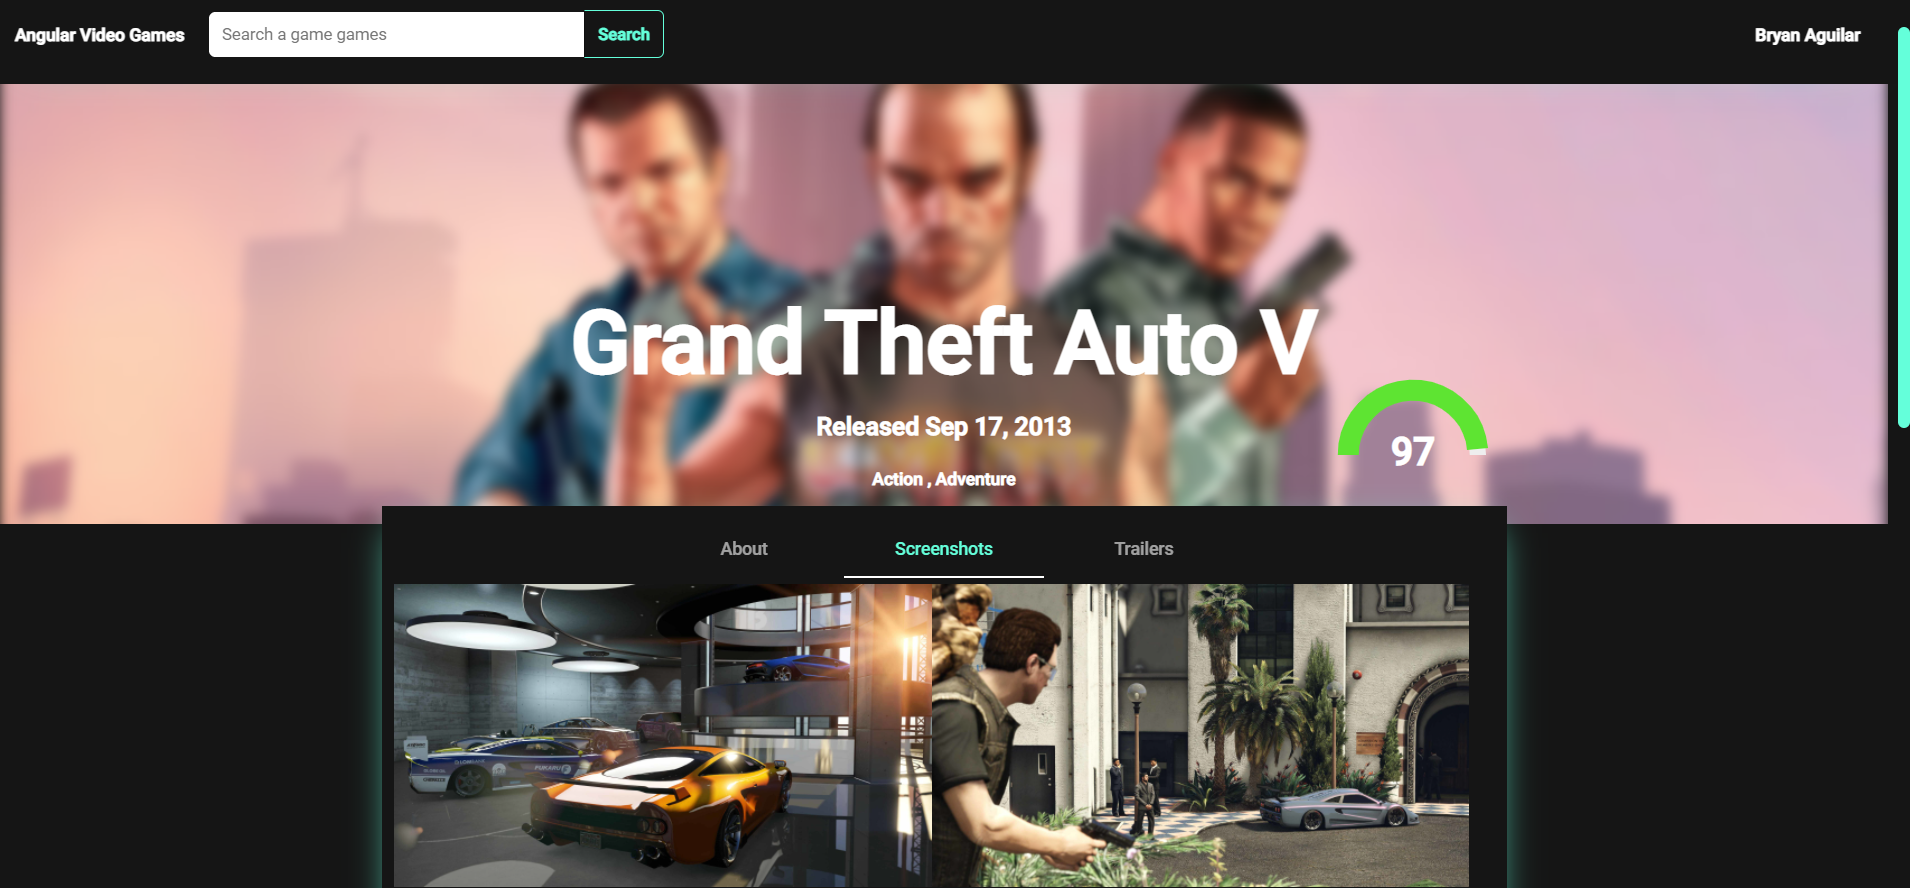 Angular Video Games
Search a game games
Search
Bryan Aguilar
Grand Theft Auto V
Released Sep 17, 2013
97
Action , Adventure
About
Screenshots
Trailers